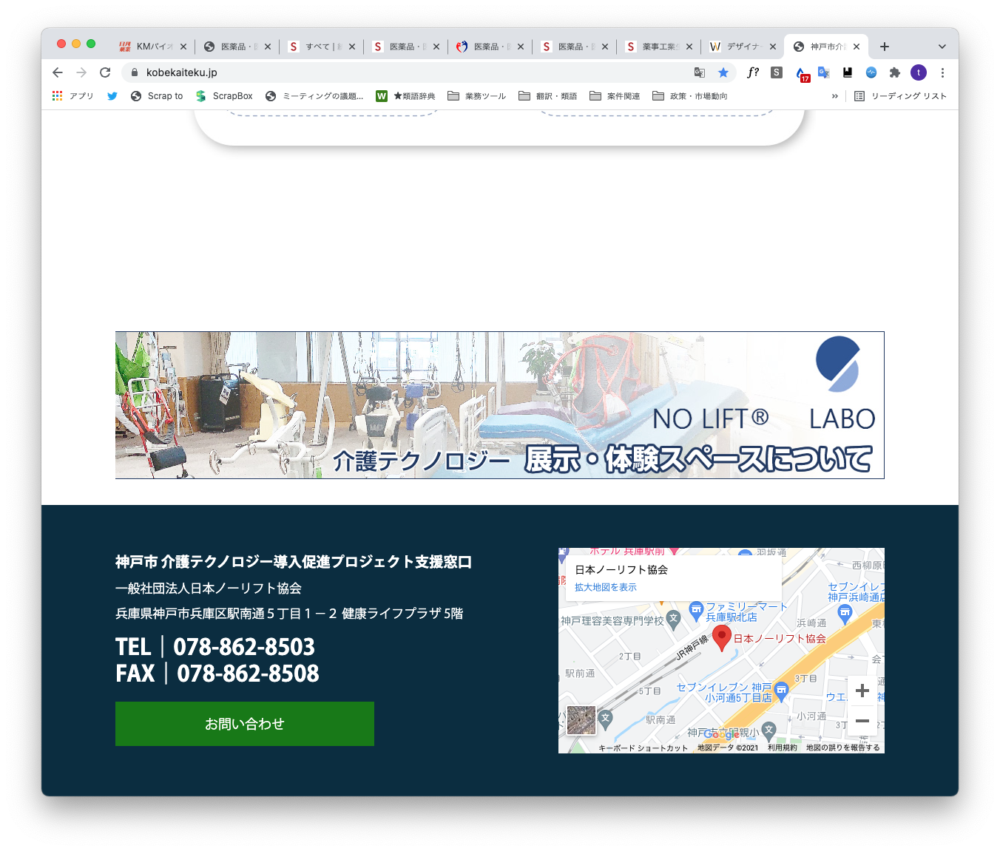 KMバイオ
医薬品・医
すべて |
医薬品・医
医薬品・医
医薬品・医
薬事工業生
デザイナー
神戸市介護
kobekaiteku.jp
f?
S
17
t
アプリ
Scrap to
ScrapBox
ミーティングの議題...
W
★類語辞典
業務ツール
翻訳・類語
案件関連
政策・市場動向
»
リーディング リスト
NO LIFT® LABO
介護テクノロジー 展示・体験スペースについて
神戸市 介護テクノロジー導入促進プロジェクト支援窓口
一般社団法人日本ノーリフト協会
兵庫県神戸市兵庫区駅南通５丁目１－２ 健康ライフプラザ 5階
TEL｜078-862-8503
FAX｜078-862-8508
お問い合わせ
ホテル 兵庫駅前
羽坂通
日本ノーリフト協会
拡大地図を表示
西柳原
セブンイレブ
神戸浜崎通店
ファミリーマート
兵庫駅北店
神戸理容美容専門学校
浜崎通
東
JR神戸線
日本ノーリフト協会
2丁目
会
駅前通
3丁目
通
5丁目
セブンイレブン 神戸
小河通5丁目店
ウエ
神
駅南通
小河通
神戸市立明親小
3丁
2丁
Google
キーボード ショートカット
地図データ ©2021
利用規約
地図の誤りを報告する